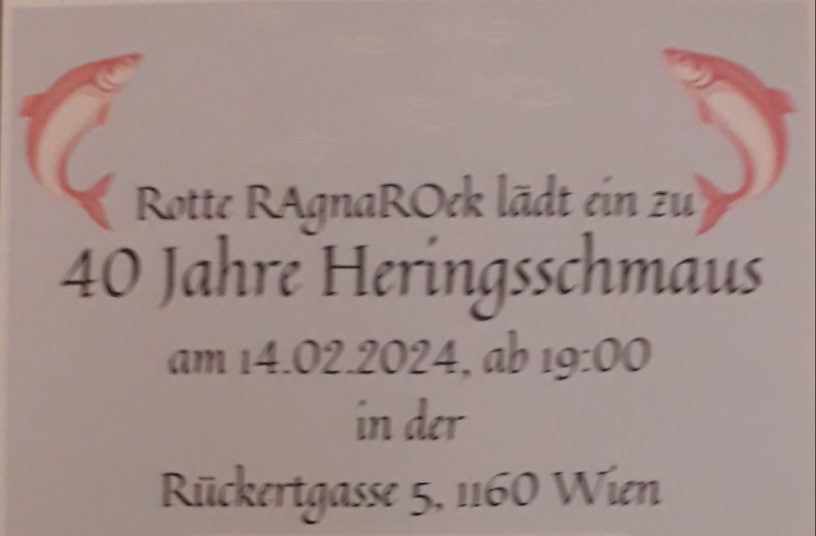 Rotte RAgnaROek lädt ein zu
40 Jahre Heringsschmaus
am 14.02.2024, ab 19:00
in der
Rückertgasse 5, 1160 Wien